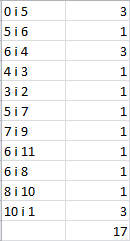 0 i 5 3
5 i 6 1
6 i 4 3
4 i 3 1
3 i 2 1
5 i 7 1
7 i 9 1
6 i 11 1
6 i 8 1
8 i 10 1
10 i 1 3
17